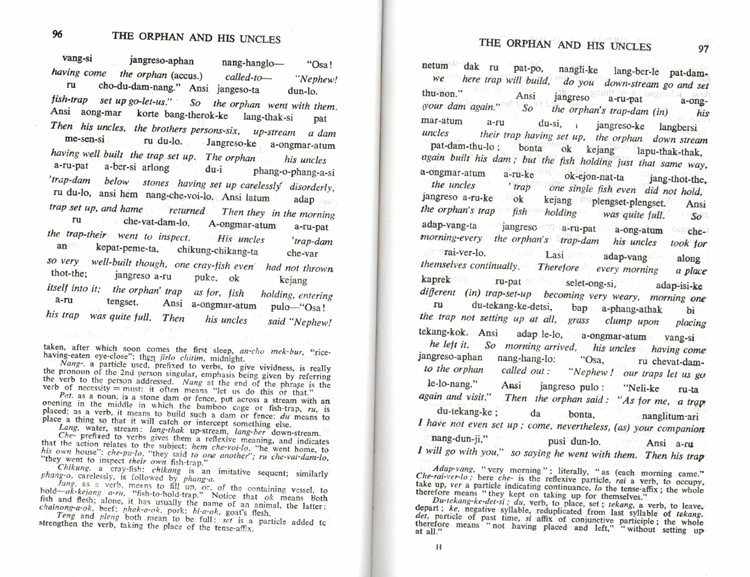 96 THE ORPHAN AND HIS UNCLES
vang-si jangreso-aphan nang-hanglo— “Osa!
having come the orphan (accus.) called-to— "Nephew!
ru cho-du-dam-nang.” Ansi jangeso-ta dun-lo.
fish-trap set up go-let-us." So the orphan went with them.
Ansi aong-mar korte bang-therok-ke lang-thak-si pat
Then his uncles, the brothers persons-six, up-stream a dam
me-sen-si ru du-lo. Jangreso-ke a-ongmar-atum
having well built the trap set up. The orphan his uncles
a-ru-pat a-ber-si arlong du-i phang-o-phang-a-si
'trap-dam below stones having set up carelessly disorderly,
ru du-lo, ansi hem nang-che-voi-lo. Ansi latum adap
trap set up, and home returned Then they in the morning
ru che-vat-dam-lo. A-ongmar-atum a-ru-pat
the trap-their went to inspect. His uncles 'trap-dam
an kepat-peme-ta, chikung-chikang-ta che-var
so very well-built though, one cray-fish even had not thrown
thot-the; jangreso a-ru puke, ok kejang
itself into it; the orphan' trap as for, fish holding, entering
a-ru tengset. Ansi a-ongmar-atum pulo—“Osa!
his trap was quite full. Then his uncles said "Nephew!
taken, after which soon comes the first sleep, an-cho mek-bur, “rice-
having-eaten eye-close”; then jirlo chitim, midnight.
Nang-, a particle used, prefixed to verbs, to give vividness, is really
the pronoun of the 2nd person singular, emphasis being given by referring
the verb to the person addressed. Nang at the end of the phrase is the
verb of necessity = must: it often means “let us do this or that.”
Pat, as a noun, is a stone dam or fence, put across a stream with an
opening in the middle in which the bamboo cage or fish-trap, ru, is
placed; as a verb, it means to build such a dam or fence; du means to
place a thing so that it will catch or intercept something else.
Lang, water, stream: lang-thak up-stream, lang-ber down-stream.
Che- prefixed to verbs gives them a reflexive meaning, and indicates
that the action relates to the subject: hem che-voi-lo, “he went home, to
his own house”; che-pu-lo, “they said to one another”; ru che-vat-dam-lo,
“they went to inspect their own fish-trap.”
Chikung, a cray-fish; chikang is an imitative sequent; similarly
phang-o, carelessly, is followed by phang-a.
Jang, as a verb, means to fill up, or, of the containing vessel, to
hold—ok-kejang a-ru, “fish-to-hold-trap.” Notice that ok means both
fish and flesh; alone, it has usually the name of an animal, the latter:
chainong-a-ok, beef; phek-a-ok, pork; bi-a-ok, goat's flesh.
Teng and pleng both mean to be full; set is a particle added to
strengthen the verb, taking the place of the tense-affix.
THE ORPHAN AND HIS UNCLES 97
netum dak ru pat-po, nangli-ke lang-ber-le pat-dam-
we here trap will build, do you down-stream go and set
thu-non.” Ansi jangreso a-ru-pat a-ong-
your dam again." So the orphan's trap-dam (in) his
mar-atum a-ru du-si, jangreso-ke langbersi
uncles their trap having set up, the orphan down stream
pat-dam-thu-lo; bonta ok kejang lapu-thak-thak,
again built his dam; but the fish holding just that same way,
a-ongmar-atum a-ru-ke ok-ejon-nat-ta jang-thot-the,
the uncles ' trap one single fish even did not hold,
jangreso a-ru-ke ok kejang plengset-plengset. Ansi
the orphan's trap fish holding was quite full. So
adap-vang-ta jangreso a-ru-pat a-ong-atum che-
morning-every the orphan's trap-dam his uncles took for
rai-ver-lo. Lasi adap-vang along
themselves continually. Therefore every morning a place
kaprek ru-pat selet-ong-si, adap-isi-ke
different (in) trap-set-up becoming very weary, morning one
ru du-tekang-ke-detsi, bap a-phang-athak bi
the trap not setting up at all, grass clump upon placing
tekang-kok. Ansi adap le-lo, a-ongmar-atum vang-si
he left it. So morning arrived, his uncles having come
jangreso-aphan nang-hang-lo: “Osa, ru chevat-dam-
to the orphan called out: "Nephew! our traps let us go
le-lo-nang.” Ansi jangreso pulo: “Neli-ke ru-ta
again and visit." Then the orphan said: "As for me, a trap
du-tekang-ke; da bonta, nanglitum-ari
I have not even set up; come, nevertheless, (as) your companion
nang-dun-ji.” pusi dun-lo. Ansi a-ru
I will go with you," so saying he went with them. Then his trap
Adap-vang, “very morning”; literally, “as (each morning came.”
Che-rai-ver-lo; here che- is the reflexive particle, rai a verb, to occupy,
take up, ver a particle indicating continuance, lo the tense-affix; the whole
therefore means “they kept on taking up for themselves.”
Du-tekang-ke-det-si; du, verb, to place, set; tekang, a verb, to leave,
depart; ke, negative syllable, reduplicated from last syllable of tekang.
det, particle of past time, si affix of conjunctive participle; the whole
therefore means “not having placed and left,” “without setting up
at all.”
H